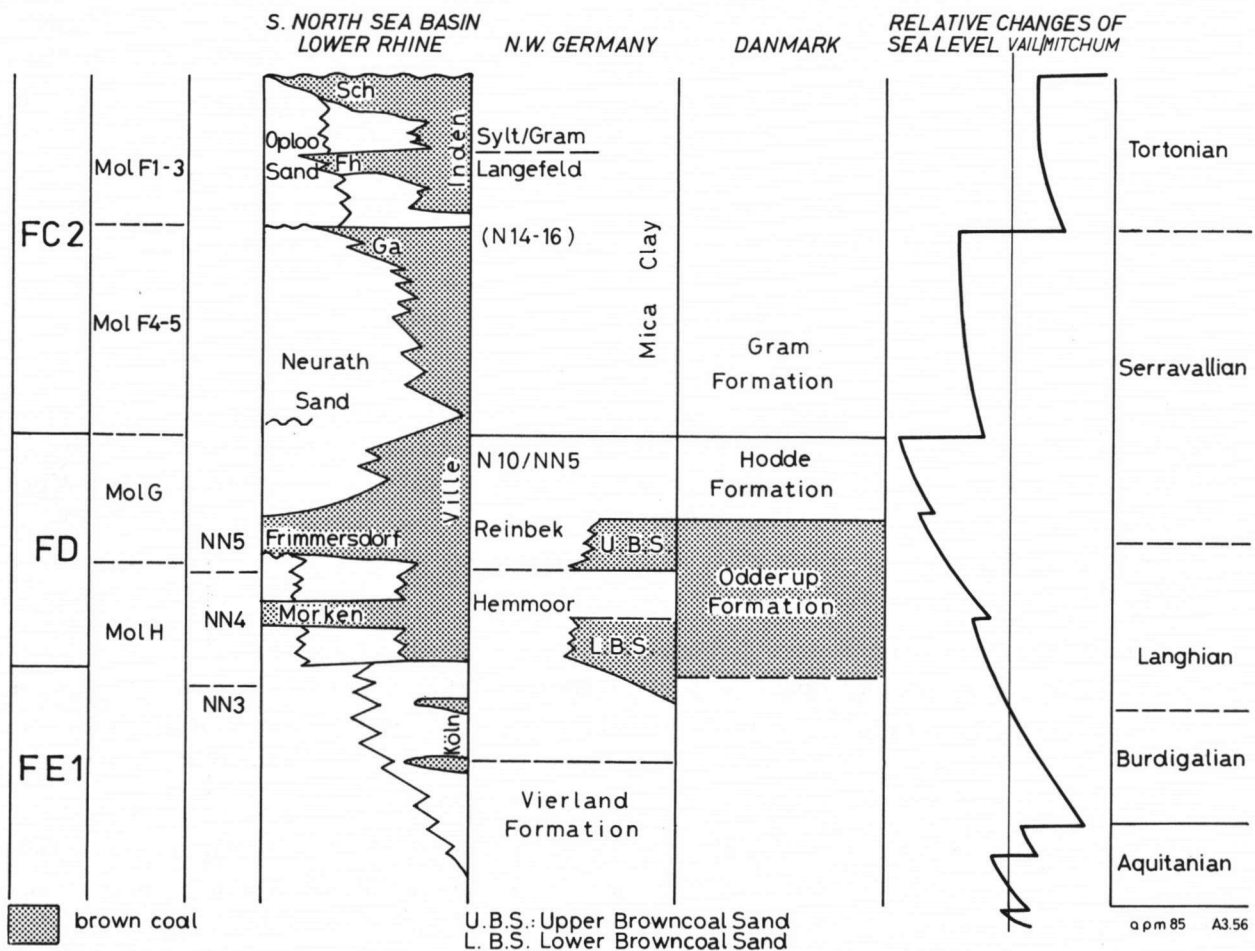 S. NORTH SEA BASIN
LOWER RHINE
N.W. GERMANY
DANMARK
RELATIVE CHANGES OF
SEA LEVEL VAIL/MITCHUM
FC2
FD
FE1
Mol F1-3
Mol F4-5
Mol G
Mol H
NN5
NN4
NN3
Sch
Oploo
Sand
Fh
Inden
Ga
Neurath
Sand
Ville
Frimmersdorf
Morken
Köln
Sylt/Gram
Langefeld
(N14-16)
Mica Clay
N10/NN5
Reinbek
U.B.S.
Hemmoor
L.B.S
Vierland
Formation
Gram
Formation
Hodde
Formation
Odderup
Formation
Tortonian
Serravallian
Langhian
Burdigalian
Aquitanian
brown coal
U.B.S.: Upper Browncoal Sand
L. B.S. Lower Browncoal Sand
apm 85 A3.56